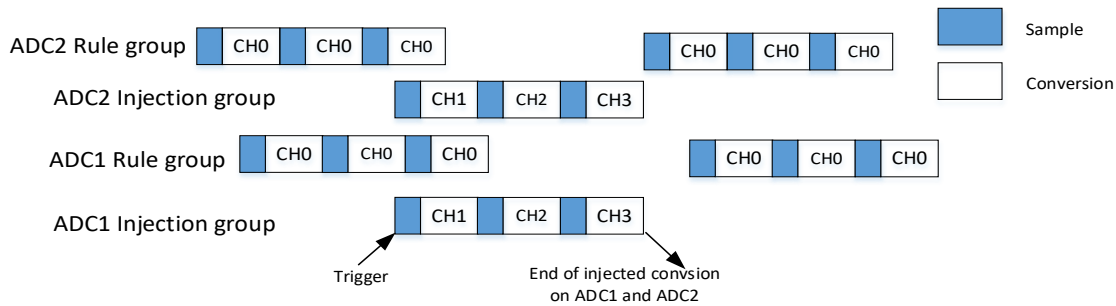 ADC2 Rule group
CH0 CH0 CH0
CH0 CH0 CH0
Sample
ADC2 Injection group
CH1 CH2 CH3
Conversion
ADC1 Rule group
CH0 CH0 CH0
CH0 CH0 CH0
ADC1 Injection group
CH1 CH2 CH3
Trigger
End of injected convsion
on ADC1 and ADC2